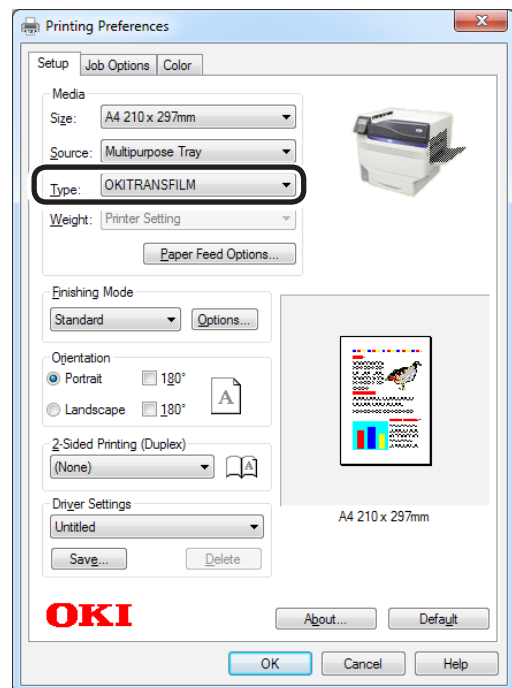 Printing Preferences
X
Setup Job Options Color
Media
Size: A4 210 x 297mm
Source: Multipurpose Tray
Type: OKITRANSFILM
Weight: Printer Setting
Paper Feed Options...
Finishing Mode
Standard Options...
Orientation
Portrait 180°
A
Landscape 180°
2-Sided Printing (Duplex)
(None) A
Driver Settings
Untitled
Save... Delete
A4 210 x 297mm
OKI
About... Default
OK Cancel Help